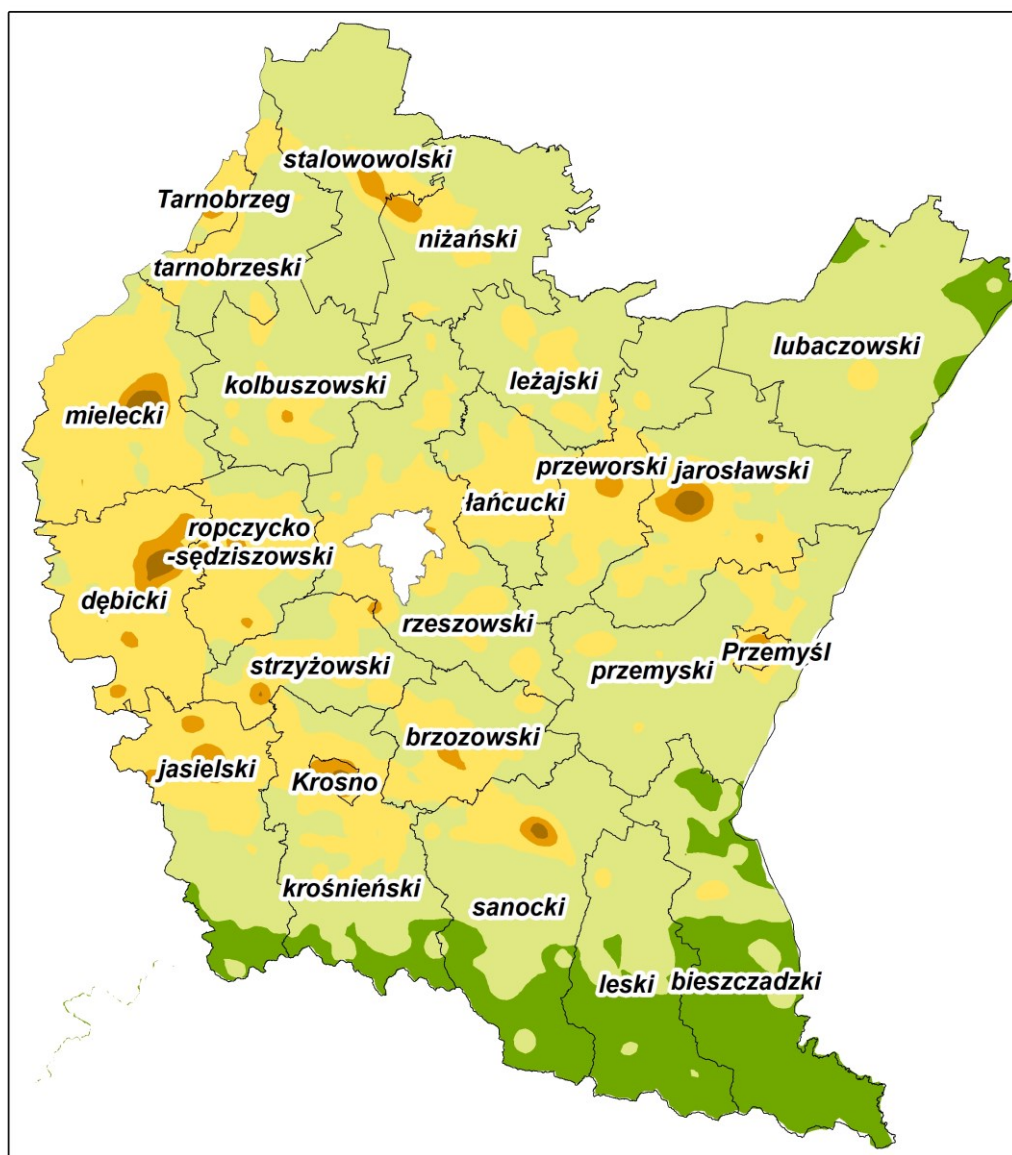 stalowowolski
Tarnobrzeg
niżański
tarnobrzeski
lubaczowski
kolbuszowski
leżajski
mielecki
przeworski
jarosławski
łańcucki
ropczycko
-sędziszowski
dębicki
rzeszowski
Przemyśl
strzyżowski
przemyski
brzozowski
jasielski
Krosno
krośnieński
sanocki
leski
bieszczadzki